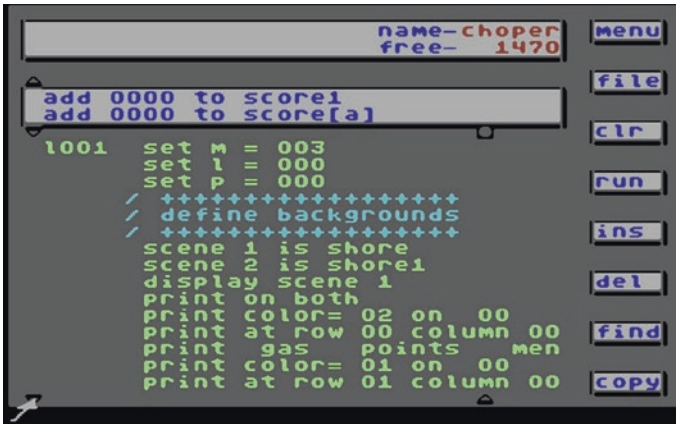 name-choper
free- 1470
menu
file
add 0000 to score1
add 0000 to score[a]
clr
l001 set m = 003
set l = 000
set p = 000
run
/ ++++++++++++++++++
/ define backgrounds
/ ++++++++++++++++++
ins
scene 1 is shore
scene 2 is shore1
display scene 1
del
print on both
print color= 02 on 00
print at row 00 column 00
find
print gas points men
print color= 01 on 00
print at row 01 column 00
copy